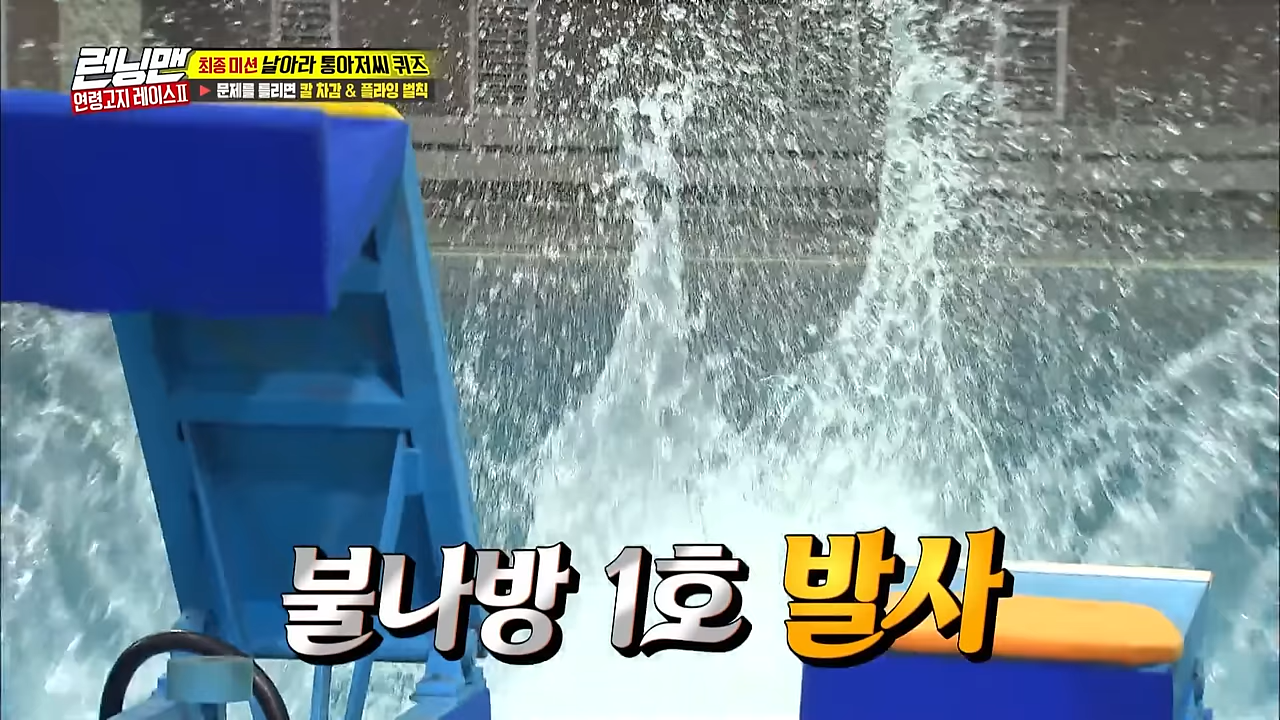 런닝맨
연령고지 레이스Ⅱ
최종 미션 날아라 통아저씨 퀴즈
▶ 문제를 틀리면 칼 차감 & 플라잉 벌칙
불나방 1호 발사